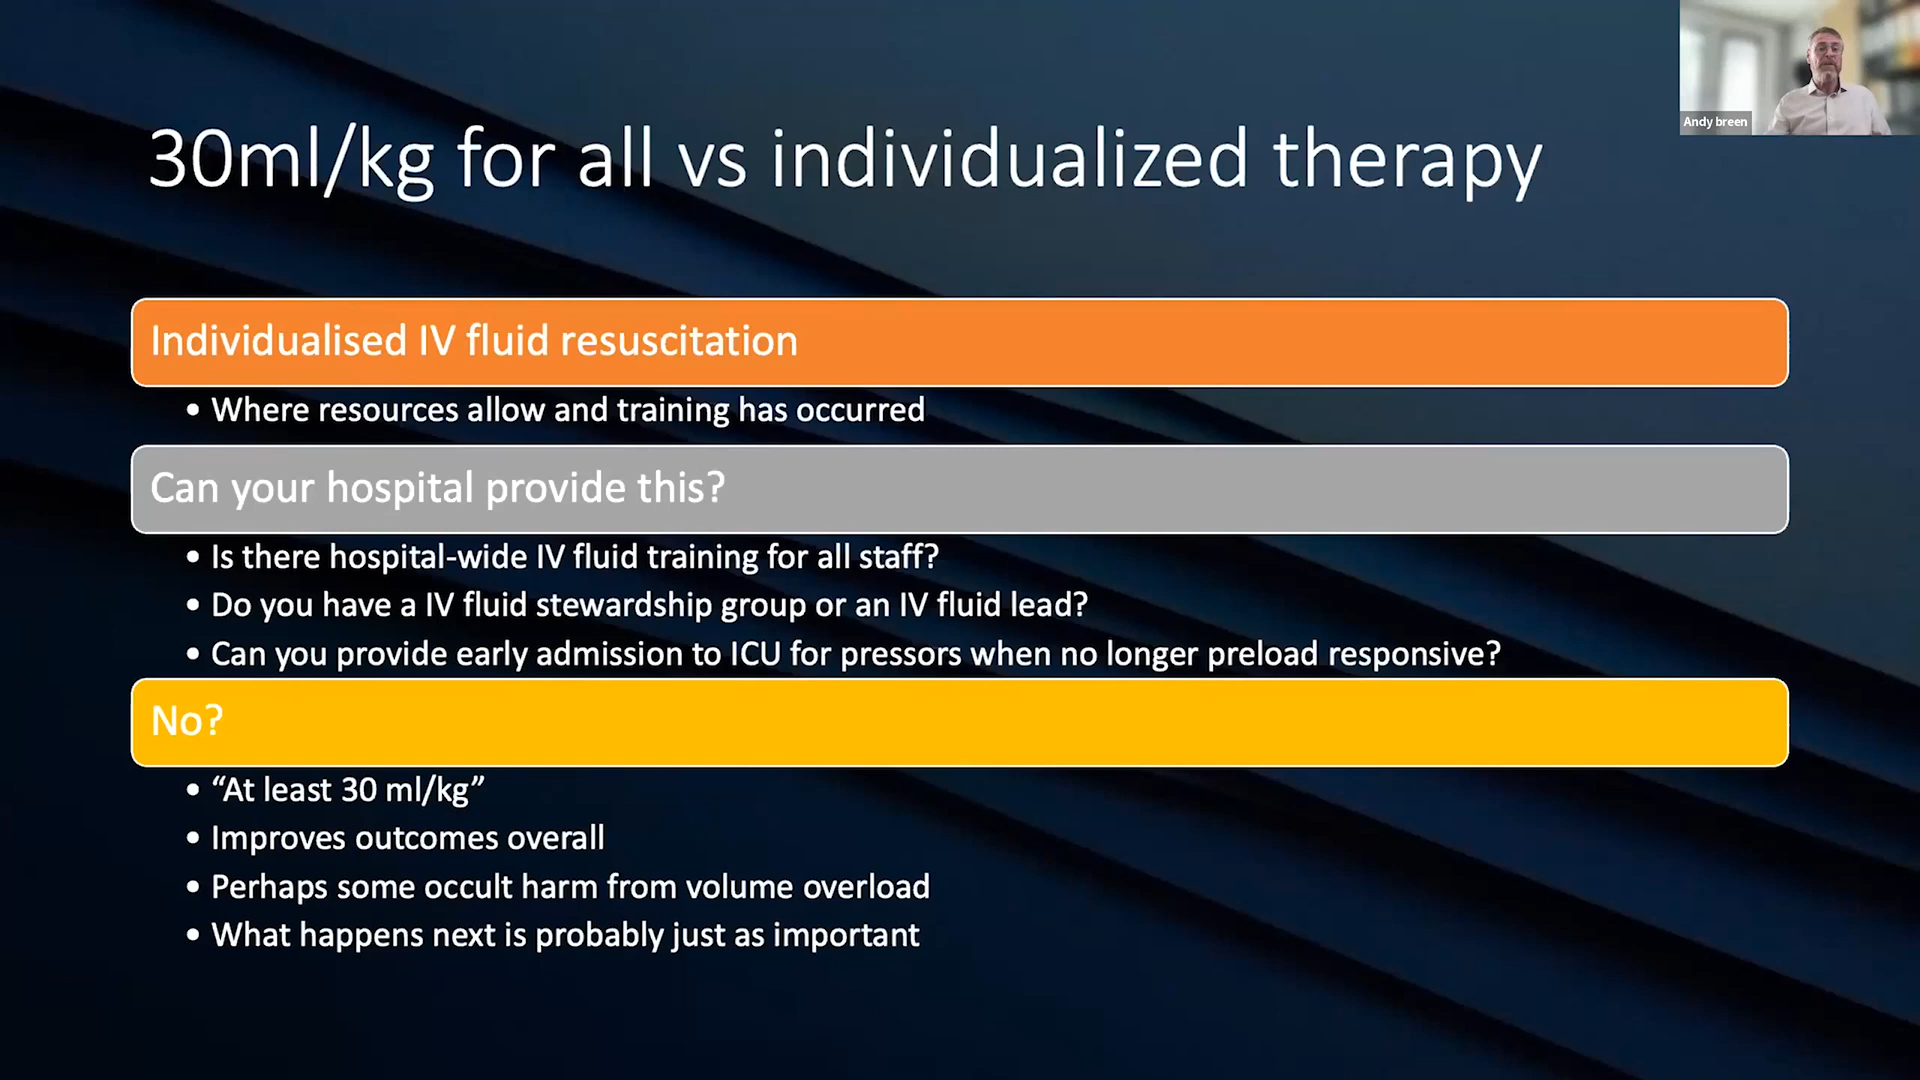 Andy breen
30ml/kg for all vs individualized therapy
Individualised IV fluid resuscitation
• Where resources allow and training has occurred
Can your hospital provide this?
• Is there hospital-wide IV fluid training for all staff?
• Do you have a IV fluid stewardship group or an IV fluid lead?
• Can you provide early admission to ICU for pressors when no longer preload responsive?
No?
• “At least 30 ml/kg”
• Improves outcomes overall
• Perhaps some occult harm from volume overload
• What happens next is probably just as important